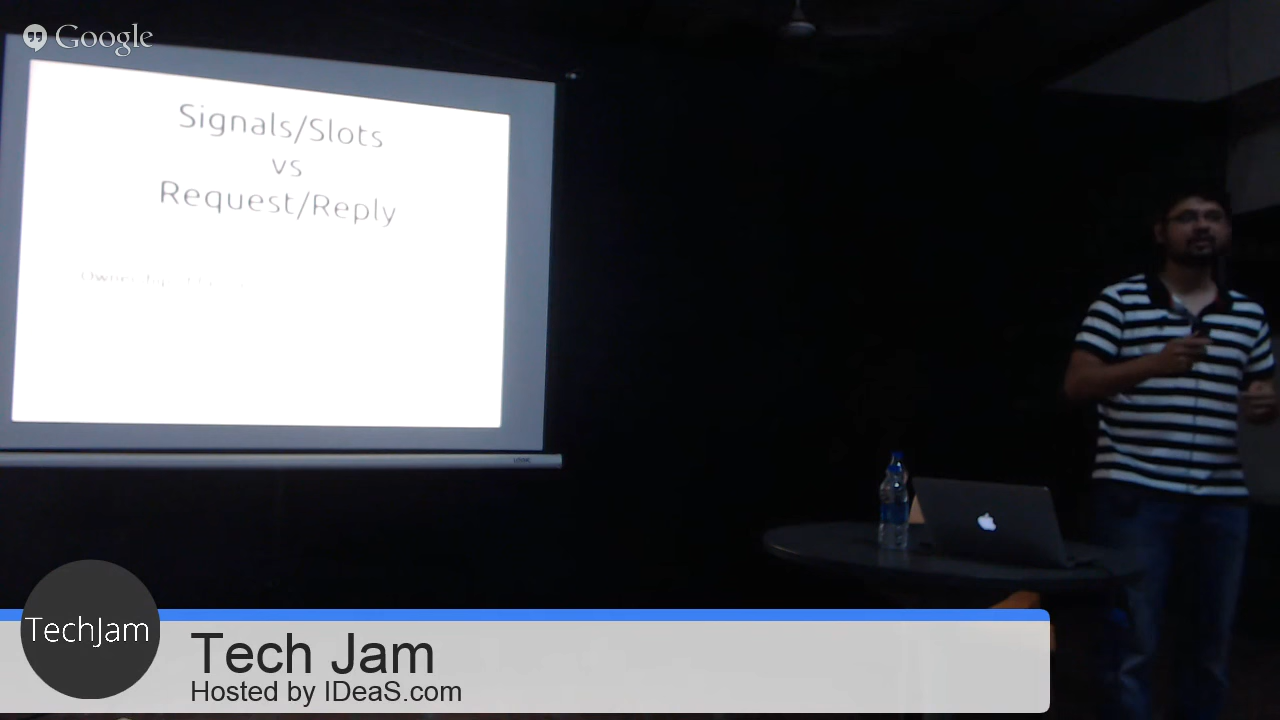 Google
Signals/Slots
vs
Request/Reply
TechJam
Tech Jam
Hosted by IDeaS.com